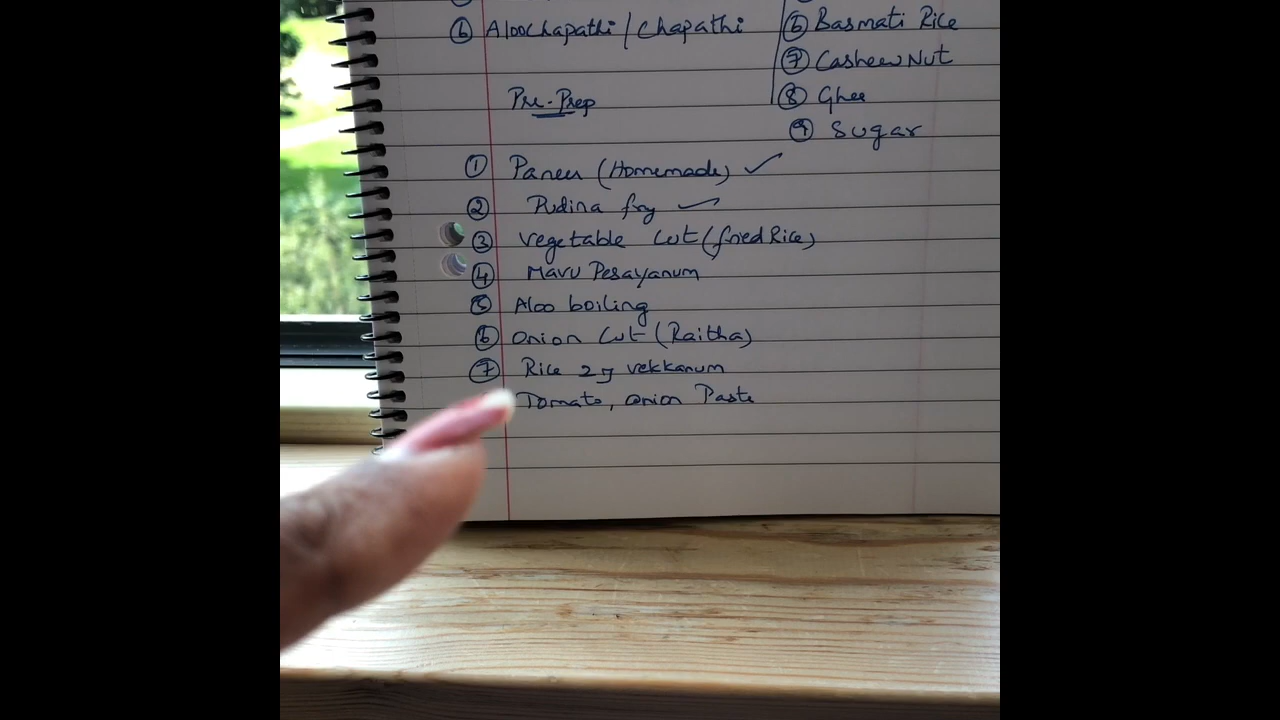 ⑥ Aloochapathi / Chapathi
Pre-Prep
① Paneer (Homemade) ✓
② Pudina fry ✓
③ Vegetable Cut (fried Rice)
④ Mavu Pesayanum
⑤ Aloo boiling
⑥ Onion Cut (Raitha)
⑦ Rice 2 vekkanum
Tomato, Onion Paste
⑥ Basmati Rice
⑦ Cashew Nut
⑧ Ghee
⑨ Sugar